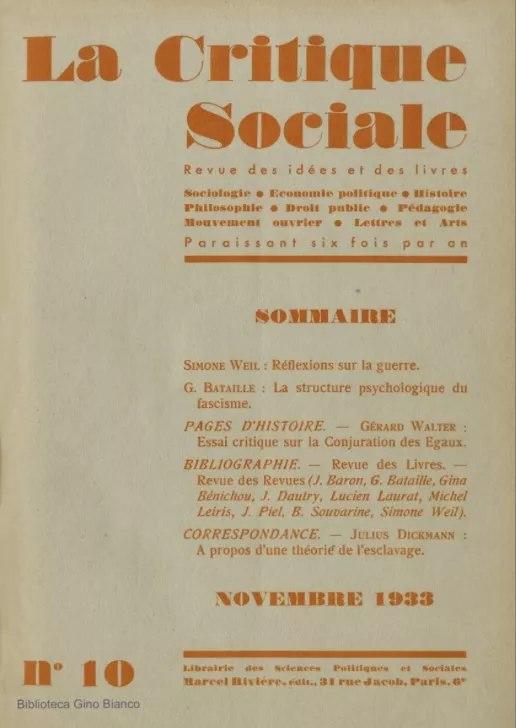 La Critique
Sociale
Revue des idées et des livres
Sociologie • Economie politique • Histoire
Philosophie • Droit public • Pédagogie
Mouvement ouvrier • Lettres et Arts
Paraissant six fois par an
SOMMAIRE
SIMONE WEIL : Réflexions sur la guerre.
G. BATAILLE : La structure psychologique du
fascisme.
PAGES D'HISTOIRE. — GÉRARD WALTER :
Essai critique sur la Conjuration des Egaux.
BIBLIOGRAPHIE. — Revue des Livres. —
Revue des Revues (J. Baron, G. Bataille, Gina
Bénichou, J. Dautry, Lucien Laurat, Michel
Leiris, J. Piel, B. Souvarine, Simone Weil).
CORRESPONDANCE. — JULIUS DICKMANN :
A propos d'une théorie de l'esclavage.
NOVEMBRE 1933
N° 10
Librairie des Sciences Politiques et Sociales
Marcel Rivière, édit., 31 rue Jacob, Paris, 6e
Biblioteca Gino Bianco